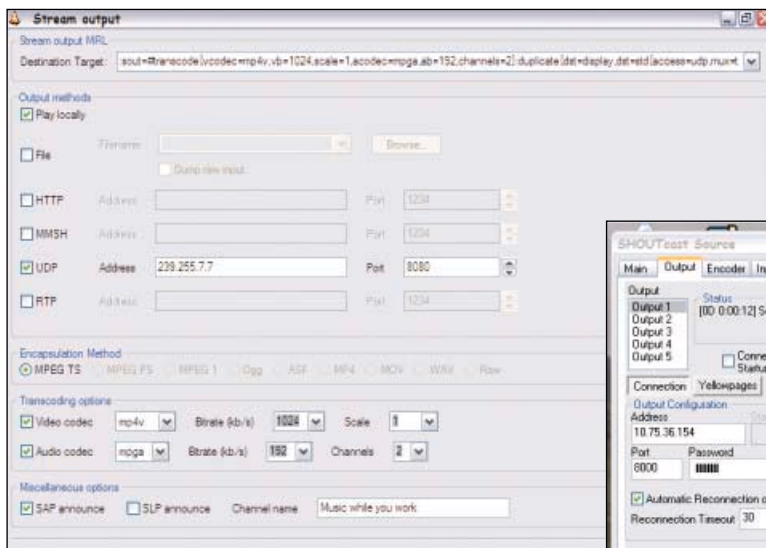 Stream output
Stream output MRL
Destination Target: :sout=#transcode{vcodec=mp4v,vb=1024,scale=1,acodec=mpga,ab=192,channels=2}:duplicate{dst=display,dst=std{access=udp,mux=t
Output methods
Play locally
File Filename Browse...
Dump raw input
HTTP Address Port 1234
MMSH Address Port 1234
UDP Address 239.255.7.7 Port 8080
RTP Address Port 1234
Encapsulation Method
MPEG TS MPEG PS MPEG 1 Ogg ASF MP4 MOV WAV Raw
Transcoding options
Video codec mp4v Bitrate (kb/s) 1024 Scale 1
Audio codec mpga Bitrate (kb/s) 192 Channels 2
Miscellaneous options
SAP announce SLP announce Channel name Music while you work
SHOUTcast Source
Main Output Encoder In
Output
Output 1
Output 2
Output 3
Output 4
Output 5
Status
[0D 0:00:12] S
Conne
Startu
Connection Yellowpages
Output Configuration
Address
10.75.36.154
Port Password
8000
Automatic Reconnection o
Reconnection Timeout 30